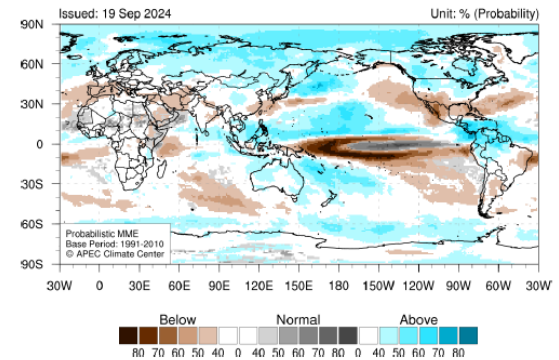 Issued: 19 Sep 2024 Unit: % (Probability)
90N
60N
30N
0
30S
60S
90S
Probabilistic MME
Base Period: 1991-2010
© APEC Climate Center
30W 0 30E 60E 90E 120E 150E 180 150W 120W 90W 60W 30W
Below Normal Above
80 70 60 50 40 0 40 50 60 70 80 0 40 50 60 70 80